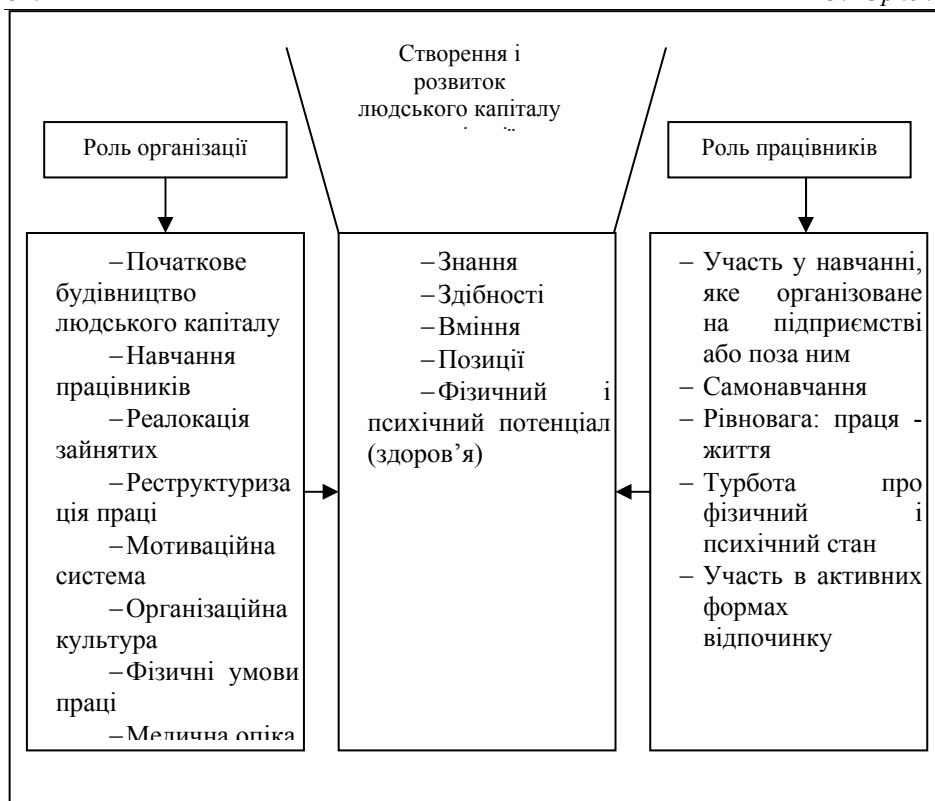 Створення і
розвиток
людського капіталу
Роль організації
Роль працівників
–Початкове
будівництво
людського капіталу
–Навчання
працівників
–Реалокація
зайнятих
–Реструктуриза
ція праці
–Мотиваційна
система
–Організаційна
культура
–Фізичні умови
праці
–Медична опіка
–Знання
–Здібності
–Вміння
–Позиції
–Фізичний і
психічний потенціал
(здоров’я)
– Участь у навчанні,
яке організоване
на підприємстві
або поза ним
– Самонавчання
– Рівновага: праця -
життя
– Турбота про
фізичний і
психічний стан
– Участь в активних
формах
відпочинку